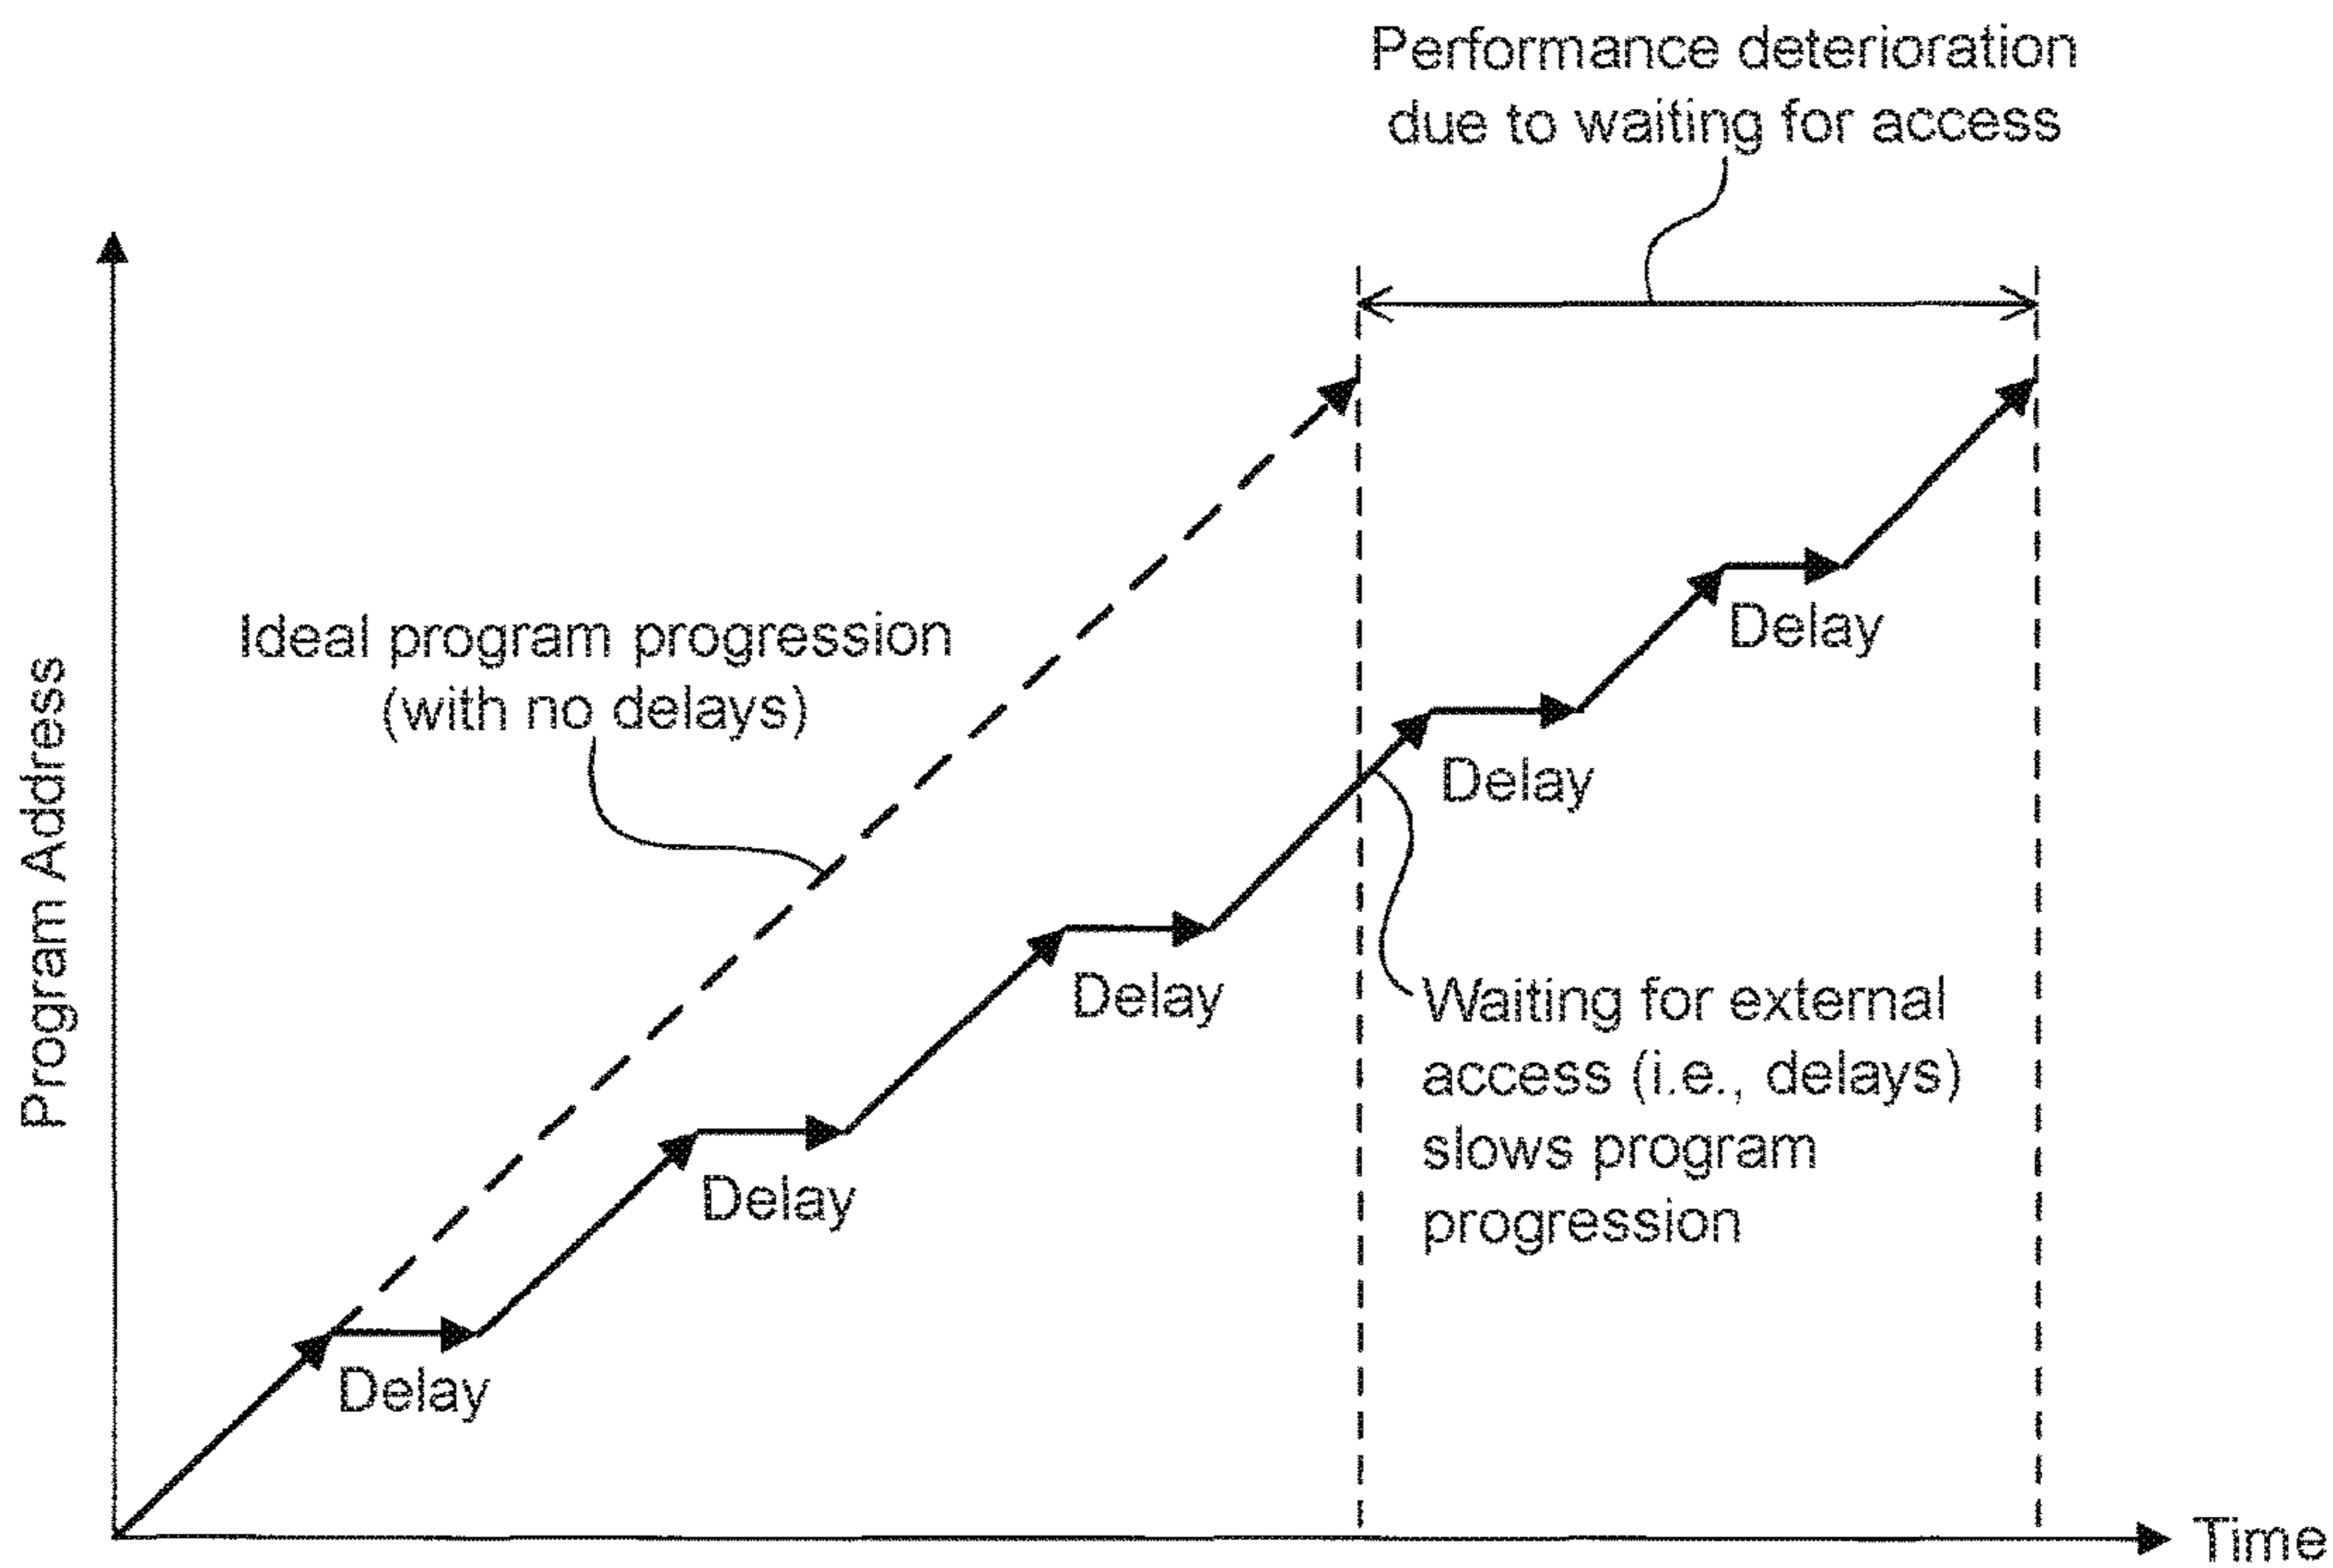 Performance deterioration
due to waiting for access
Ideal program progression
(with no delays)
Program Address
Delay
Delay
Delay
Delay
Delay
Waiting for external
access (i.e., delays)
slows program
progression
Delay
Time